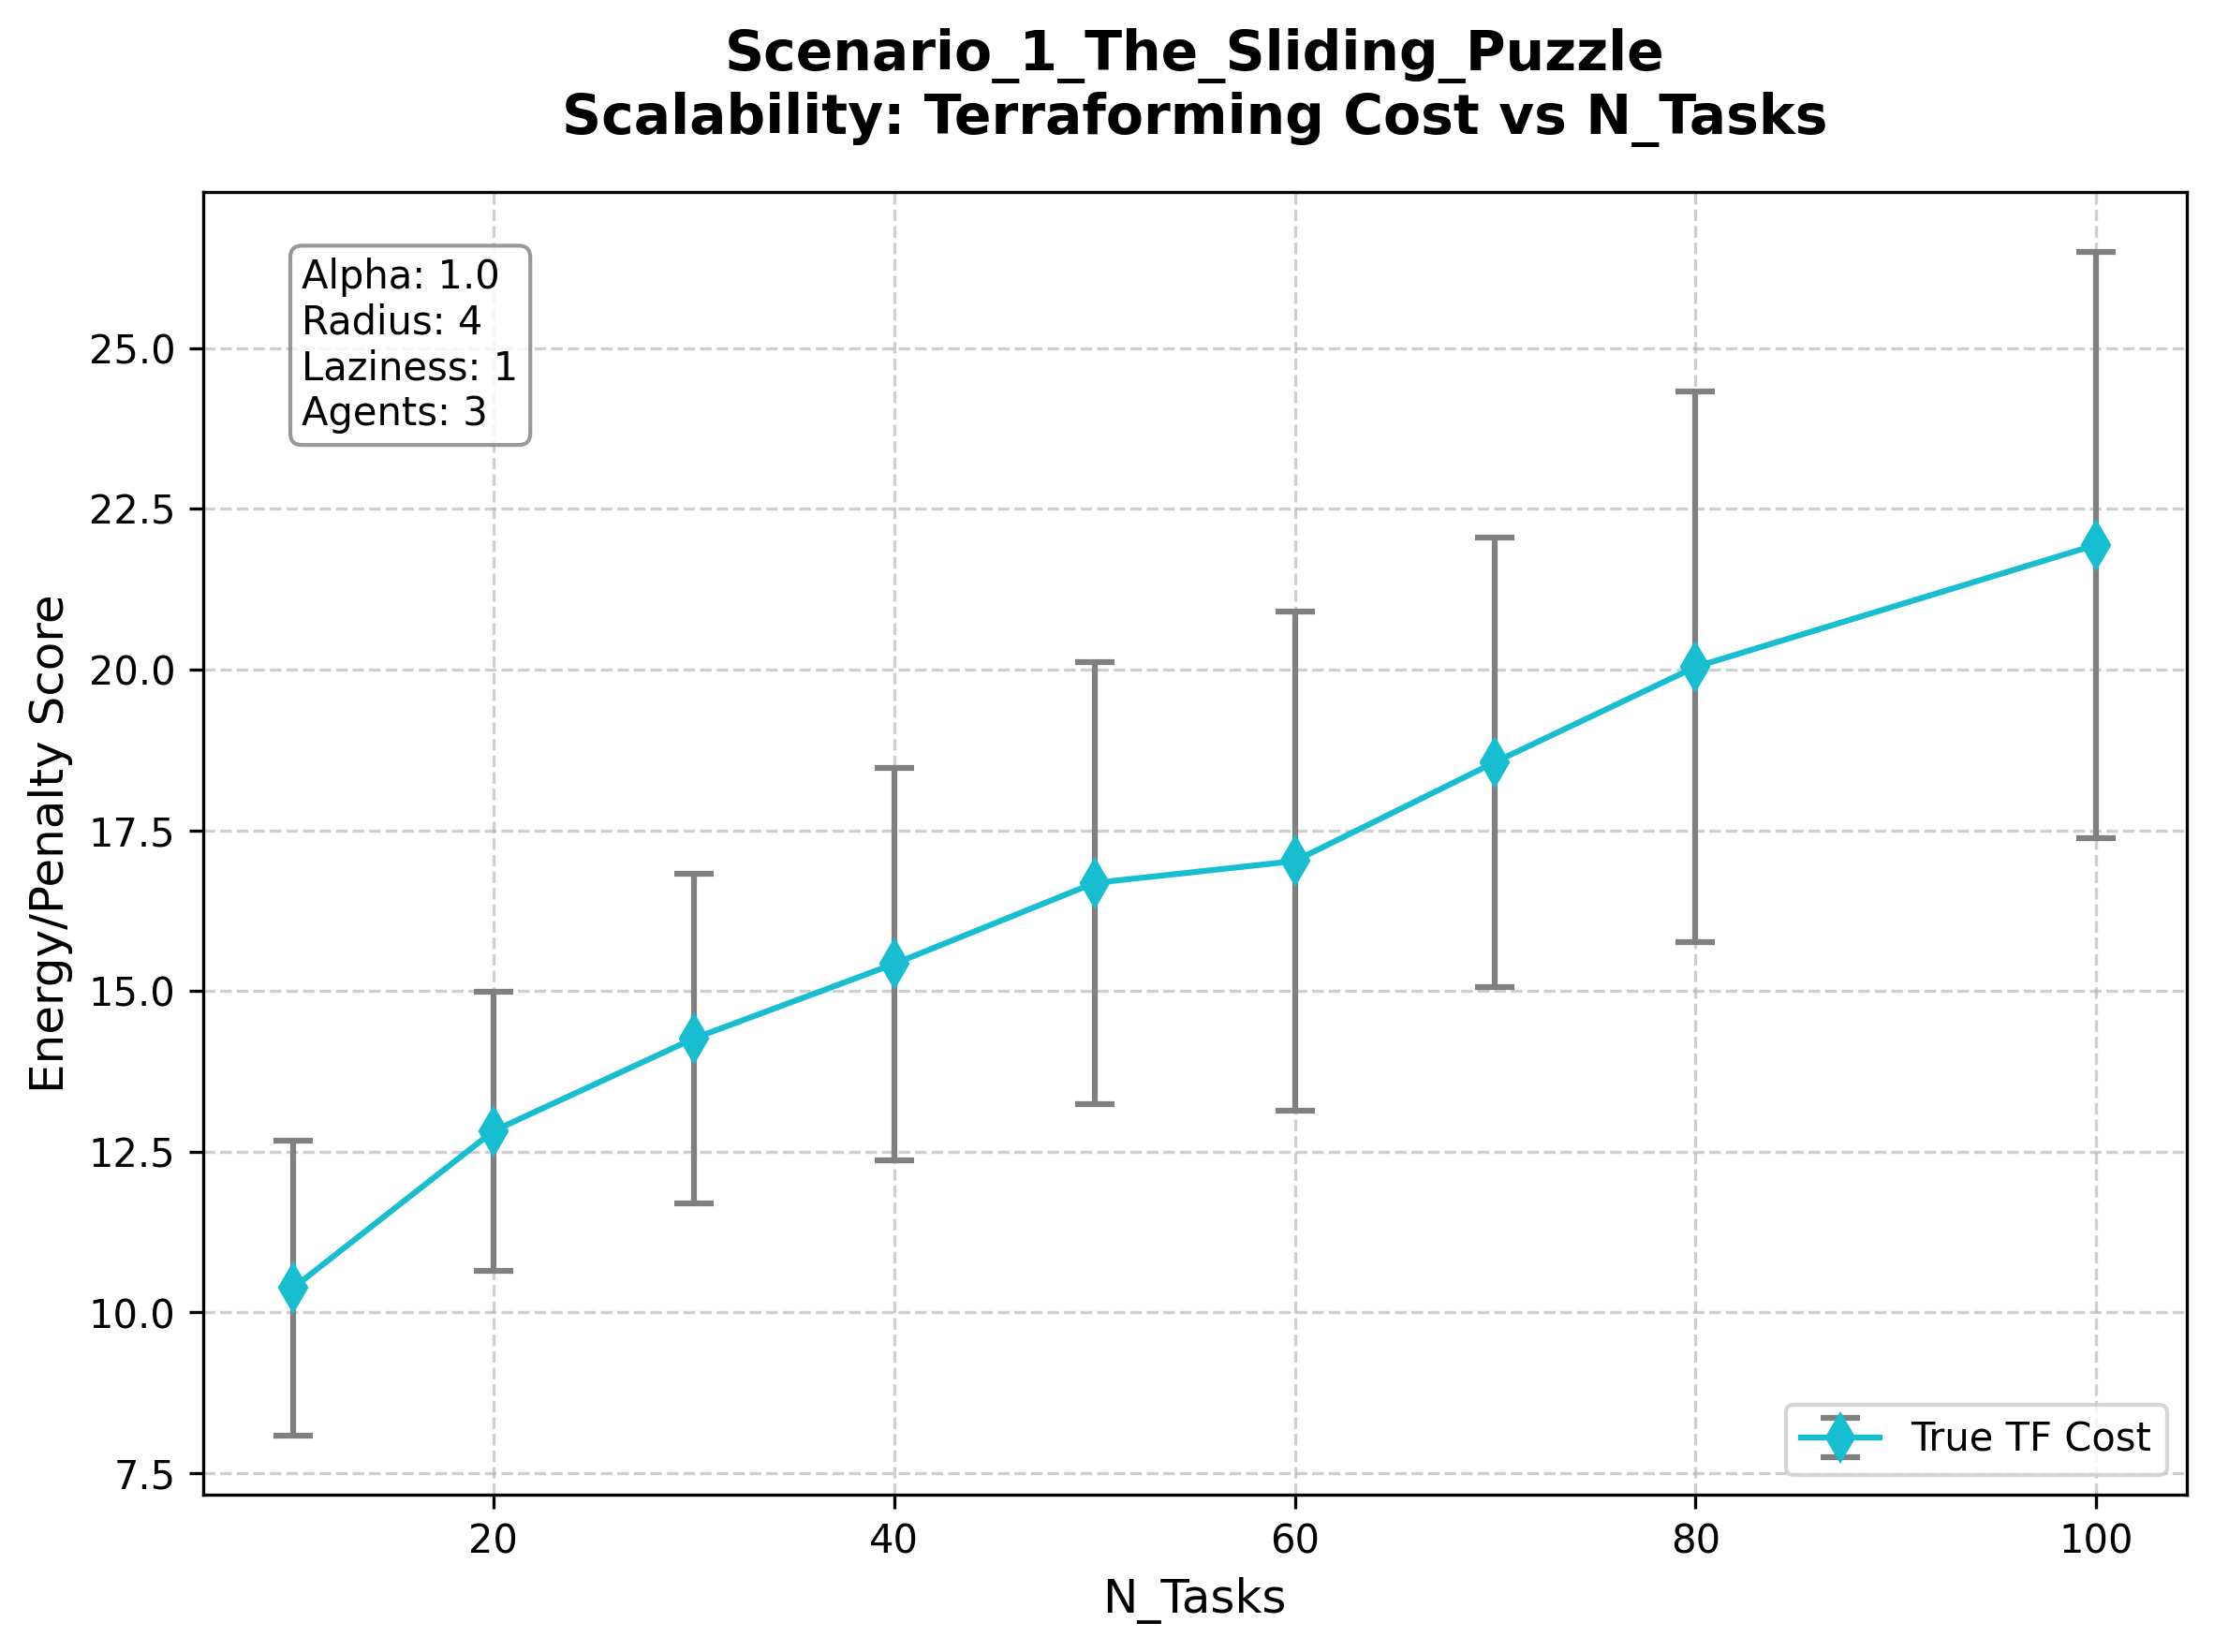 Scenario_1_The_Sliding_Puzzle
Scalability: Terraforming Cost vs N_Tasks
Alpha: 1.0
Radius: 4
Laziness: 1
Agents: 3
Energy/Penalty Score
25.0
22.5
20.0
17.5
15.0
12.5
10.0
7.5
True TF Cost
20
40
60
80
100
N_Tasks